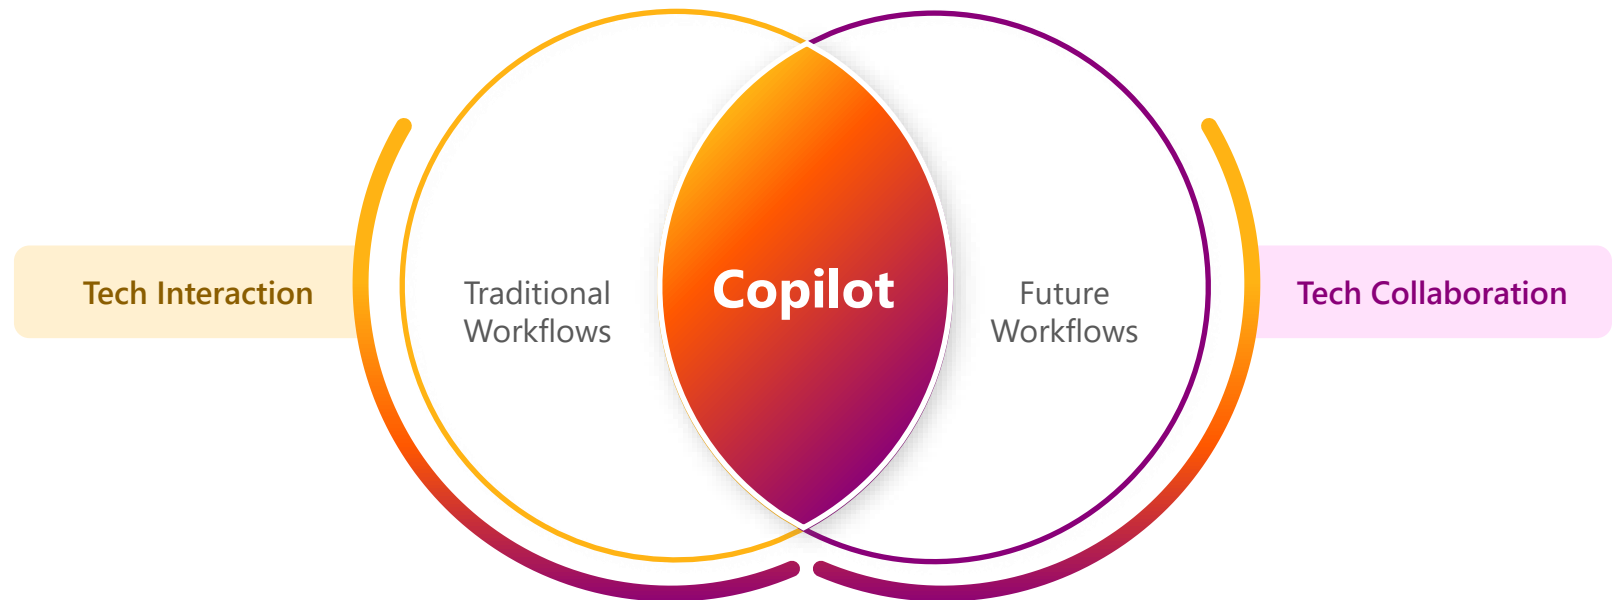 Tech Interaction
Traditional
Workflows
Copilot
Future
Workflows
Tech Collaboration